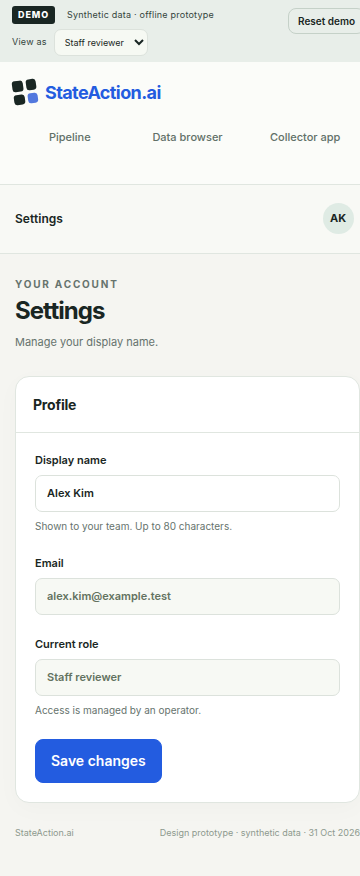 DEMO Synthetic data · offline prototype
Reset demo
View as Staff reviewer
StateAction.ai
Pipeline Data browser Collector app
Settings AK
YOUR ACCOUNT
Settings
Manage your display name.
Profile
Display name
Alex Kim
Shown to your team. Up to 80 characters.
Email
alex.kim@example.test
Current role
Staff reviewer
Access is managed by an operator.
Save changes
StateAction.ai Design prototype · synthetic data · 31 Oct 2026